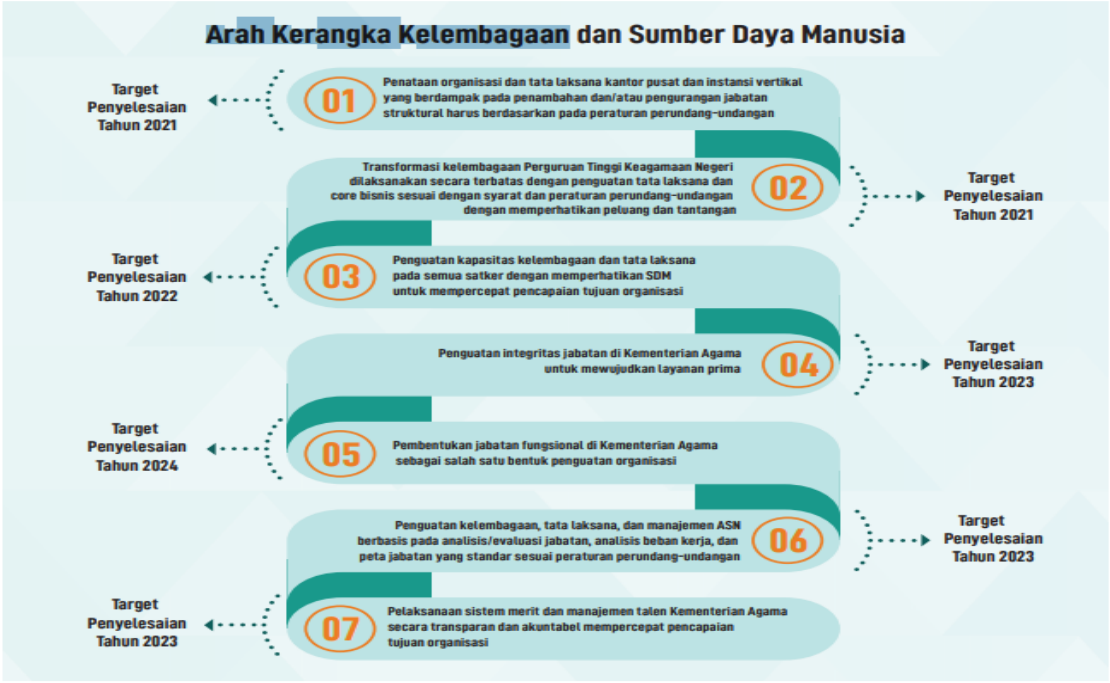 Arah Kerangka Kelembagaan dan Sumber Daya Manusia
Target
Penyelesaian
Tahun 2021
01
Penataan organisasi dan tata laksana kantor pusat dan instansi vertikal
yang berdampak pada penambahan dan/atau pengurangan jabatan
struktural harus berdasarkan pada peraturan perundang-undangan
Transformasi kelembagaan Perguruan Tinggi Keagamaan Negeri
dilaksanakan secara terbatas dengan penguatan tata laksana dan
core bisnis sesuai dengan syarat dan peraturan perundang-undangan
dengan memperhatikan peluang dan tantangan
02
Target
Penyelesaian
Tahun 2021
Target
Penyelesaian
Tahun 2022
03
Penguatan kapasitas kelembagaan dan tata laksana
pada semua satker dengan memperhatikan SDM
untuk mempercepat pencapaian tujuan organisasi
Penguatan integritas jabatan di Kementerian Agama
untuk mewujudkan layanan prima
04
Target
Penyelesaian
Tahun 2023
Target
Penyelesaian
Tahun 2024
05
Pembentukan jabatan fungsional di Kementerian Agama
sebagai salah satu bentuk penguatan organisasi
Penguatan kelembagaan, tata laksana, dan manajemen ASN
berbasis pada analisis/evaluasi jabatan, analisis beban kerja, dan
peta jabatan yang standar sesuai peraturan perundang-undangan
06
Target
Penyelesaian
Tahun 2023
Target
Penyelesaian
Tahun 2023
07
Pelaksanaan sistem merit dan manajemen talen Kementerian Agama
secara transparan dan akuntabel mempercepat pencapaian
tujuan organisasi